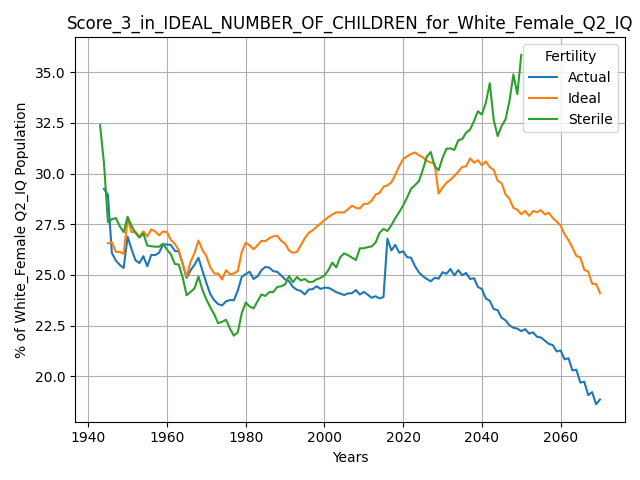 Score_3_in_IDEAL_NUMBER_OF_CHILDREN_for_White_Female_Q2_IQ
Fertility
Actual
Ideal
Sterile
% of White_Female Q2_IQ Population
35.0
32.5
30.0
27.5
25.0
22.5
20.0
1940
1960
1980
2000
2020
2040
2060
Years